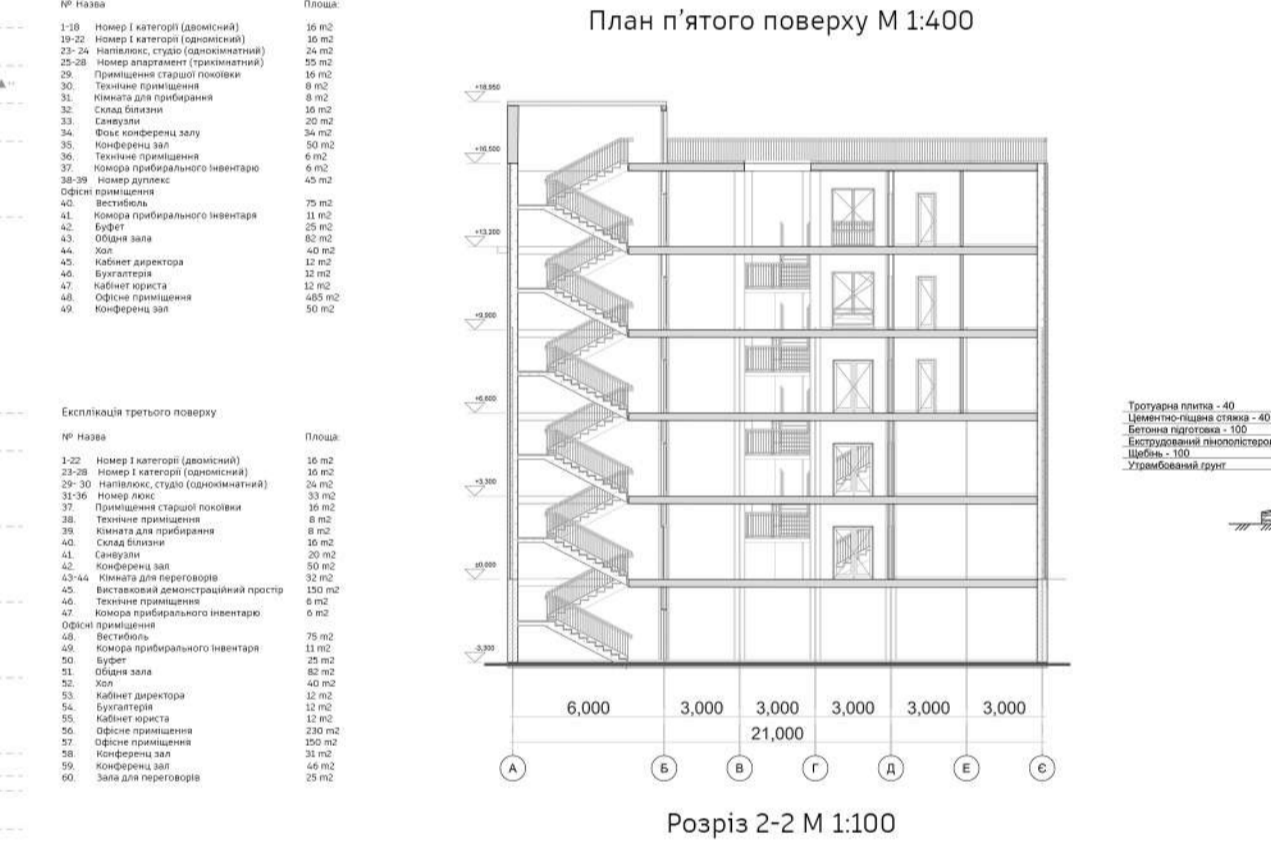 № Назва Площа:
1-18 Номер І категорії (двомісний) 16 m2
19-22 Номер І категорії (одномісний) 16 m2
23- 24 Напівлюкс, студіо (однокімнатний) 24 m2
25-28 Номер апартамент (трикімнатний) 55 m2
29. Приміщення старшої покоївки 16 m2
30. Технічне приміщення 8 m2
31. Кімната для прибирання 8 m2
32. Склад білизни 16 m2
33. Санвузли 20 m2
34. Фоьє конференц залу 34 m2
35. Конференц зал 50 m2
36. Технічне приміщення 6 m2
37. Комора прибирального інвентарю 6 m2
38-39 Номер дуплекс 45 m2
Офісні приміщення
40. Вестибюль 75 m2
41. Комора прибирального інвентаря 11 m2
42. Буфет 25 m2
43. Обідня зала 82 m2
44. Хол 40 m2
45. Кабінет директора 12 m2
46. Бухгалтерія 12 m2
47. Кабінет юриста 12 m2
48. Офісне приміщення 485 m2
49. Конференц зал 50 m2
Експлікація третього поверху
№ Назва Площа:
1-22 Номер І категорії (двомісний) 16 m2
23-28 Номер І категорії (одномісний) 16 m2
29- 30 Напівлюкс, студіо (однокімнатний) 24 m2
31-36 Номер люкс 33 m2
37. Приміщення старшої покоївки 16 m2
38. Технічне приміщення 8 m2
39. Кімната для прибирання 8 m2
40. Склад білизни 16 m2
41. Санвузли 20 m2
42. Конференц зал 50 m2
43-44 Кімната для переговорів 32 m2
45. Виставковий демонстраційний простір 150 m2
46. Технічне приміщення 6 m2
47. Комора прибирального інвентарю 6 m2
Офісні приміщення
48. Вестибюль 75 m2
49. Комора прибирального інвентаря 11 m2
50. Буфет 25 m2
51. Обідня зала 82 m2
52. Хол 40 m2
53. Кабінет директора 12 m2
54. Бухгалтерія 12 m2
55. Кабінет юриста 12 m2
56. Офісне приміщення 230 m2
57. Офісне приміщення 150 m2
58. Конференц зал 31 m2
59. Конференц зал 46 m2
60. Зала для переговорів 25 m2
План п'ятого поверху М 1:400
+18,950
+16,500
+13,200
+9,900
+6,600
+3,300
±0,000
-3,300
6,000 3,000 3,000 3,000 3,000 3,000
21,000
А Б В Г Д Е Є
Розріз 2-2 М 1:100
Тротуарна плитка - 40
Цементно-піщана стяжка - 40
Бетонна підготовка - 100
Екструдований
Щебінь - 100
Утрамбований грунт